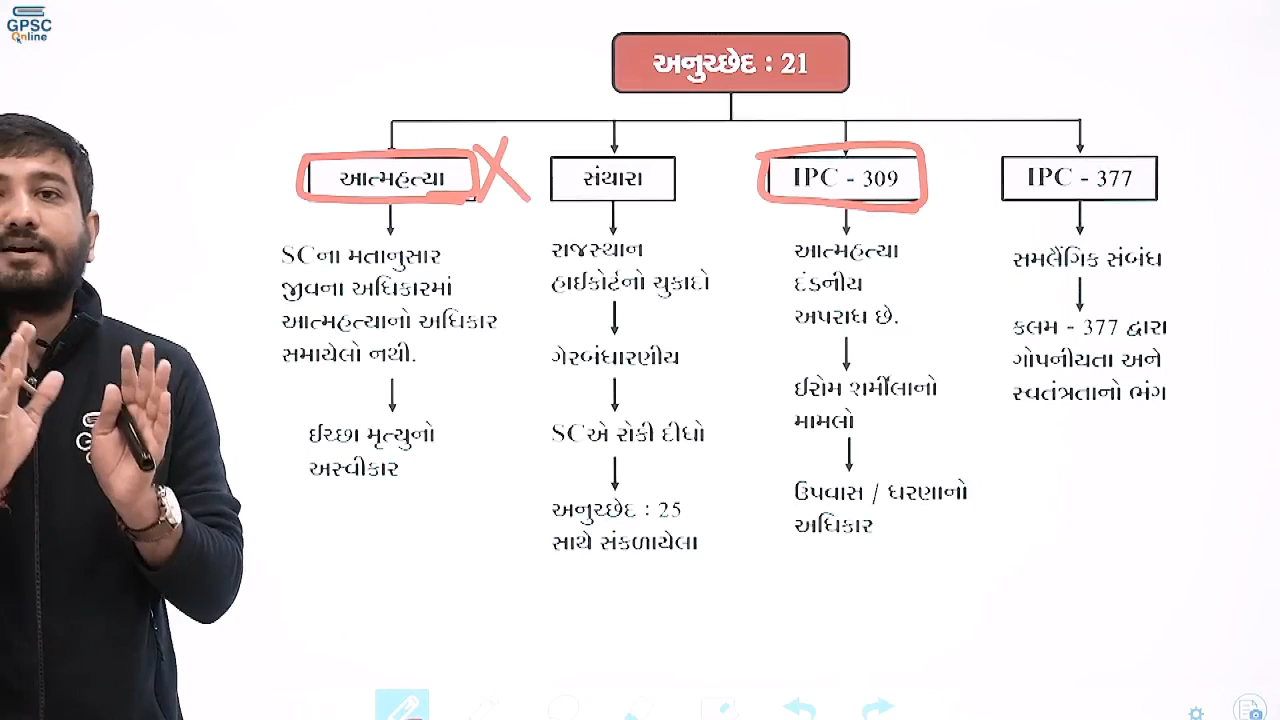 GPSC
Online
અનુચ્છેદ : 21
આત્મહત્યા
SCના મતાનુસાર
જીવના અધિકારમાં
આત્મહત્યાનો અધિકાર
સમાયેલો નથી.
ઈચ્છા મૃત્યુનો
અસ્વીકાર
સંથારા
રાજસ્થાન
હાઈકોર્ટનો ચુકાદો
ગેરબંધારણીય
SCએ રોકી દીધો
અનુચ્છેદ : 25
સાથે સંકળાયેલા
IPC - 309
આત્મહત્યા
દંડનીય
અપરાધ છે.
ઈરોમ શર્મીલાનો
મામલો
ઉપવાસ / ધરણાનો
અધિકાર
IPC - 377
સમલૈંગિક સંબંધ
કલમ - 377 દ્વારા
ગોપનીયતા અને
સ્વતંત્રતાનો ભંગ